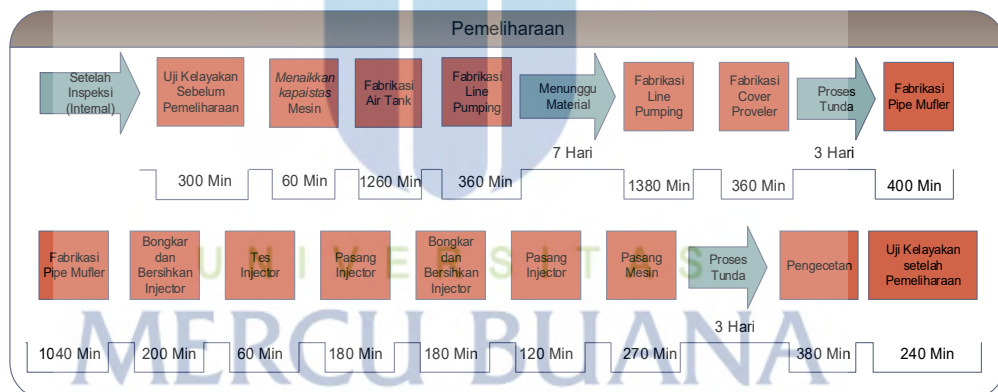 Pemeliharaan
Setelah
Inspeksi
(Internal)
Uji Kelayakan
Sebelum
Pemeliharaan
Menaikkan
kapaistas
Mesin
Fabrikasi
Air Tank
Fabrikasi
Line
Pumping
Menunggu
Material
Fabrikasi
Line
Pumping
Fabrikasi
Cover
Proveler
Proses
Tunda
Fabrikasi
Pipe Mufler
7 Hari
3 Hari
300 Min
60 Min
1260 Min
360 Min
1380 Min
360 Min
400 Min
Fabrikasi
Pipe Mufler
Bongkar
dan
Bersihkan
Injector
Tes
Injector
Pasang
Injector
Bongkar
dan
Bersihkan
Injector
Pasang
Injector
Pasang
Mesin
Proses
Tunda
Pengecetan
Uji Kelayakan
setelah
Pemeliharaan
UNIVERSITAS
3 Hari
MERCU BUANA
1040 Min
200 Min
60 Min
180 Min
180 Min
120 Min
270 Min
380 Min
240 Min